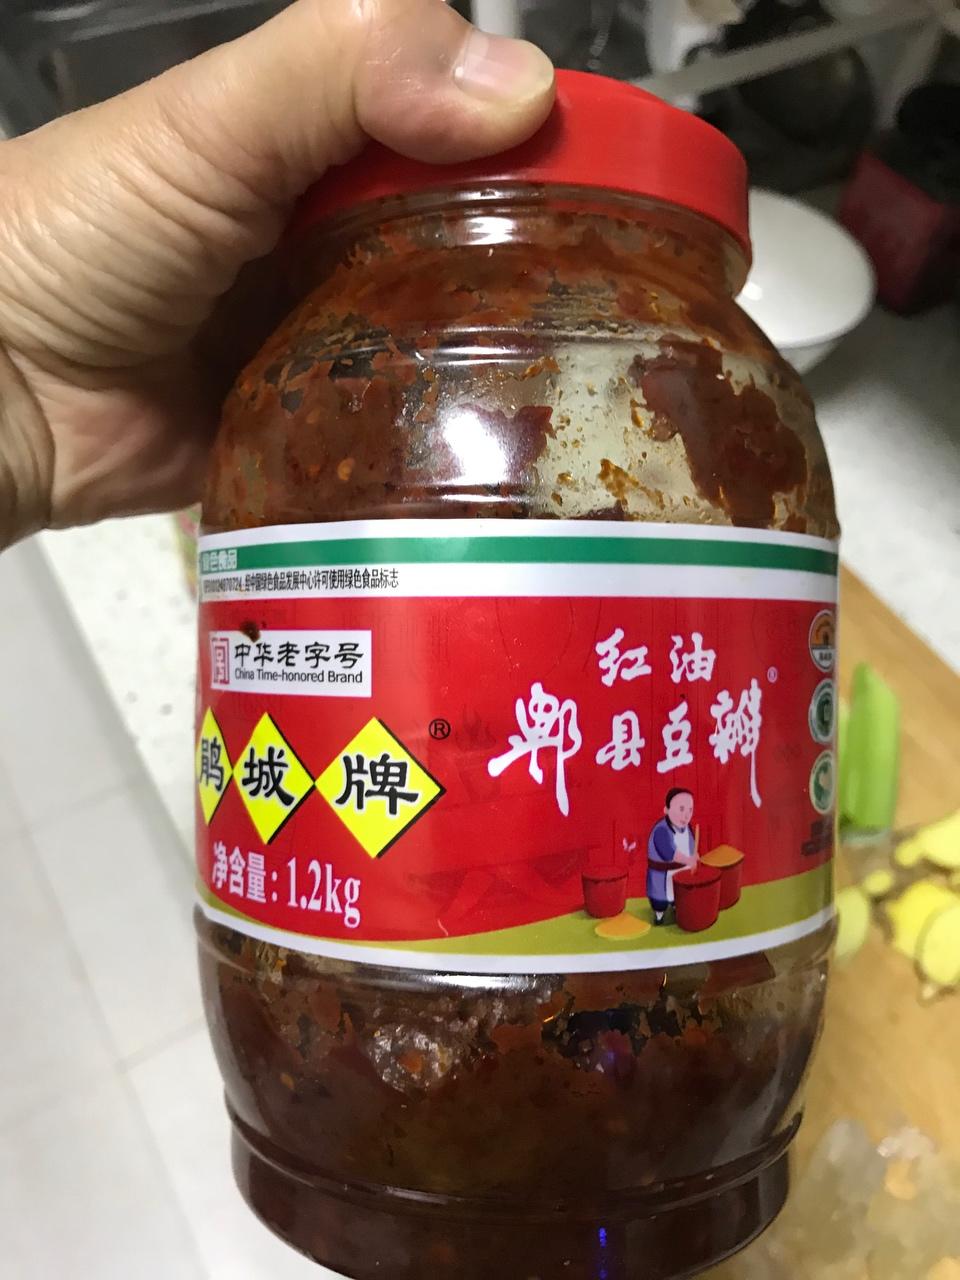 绿色食品
经中国绿色食品发展中心许可使用绿色食品标志
中华老字号
China Time-honored Brand
鹃城牌®
净含量：1.2kg
红油
郫县豆瓣®